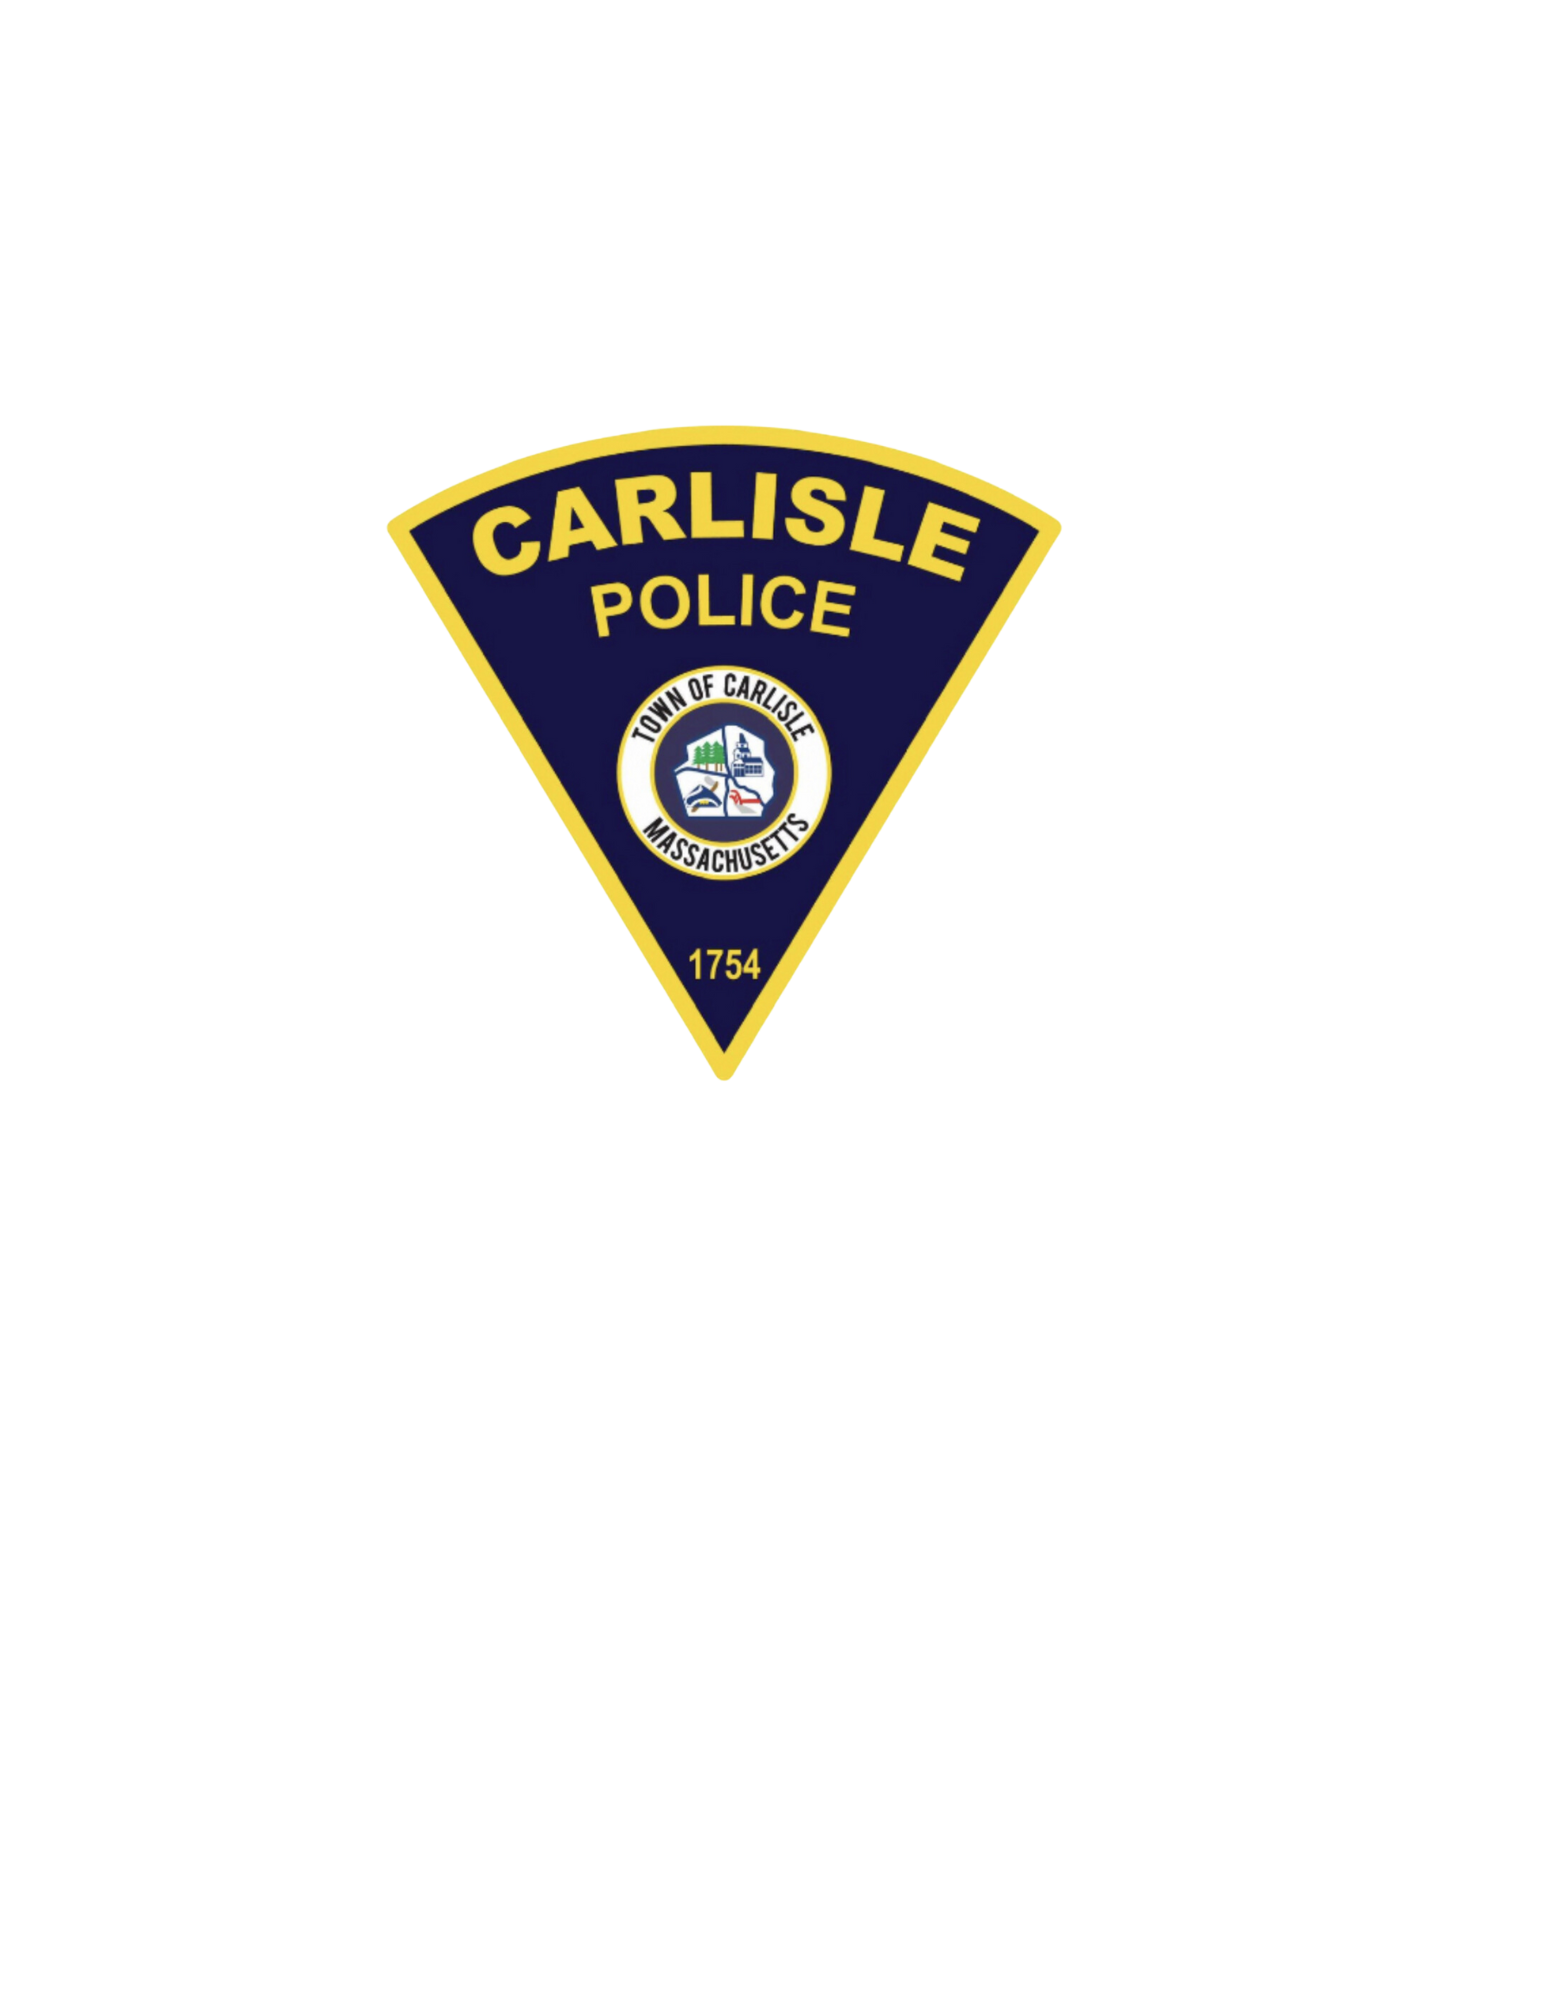 CARLISLE
POLICE
TOWN OF CARLISLE
MASSACHUSETTS
1754